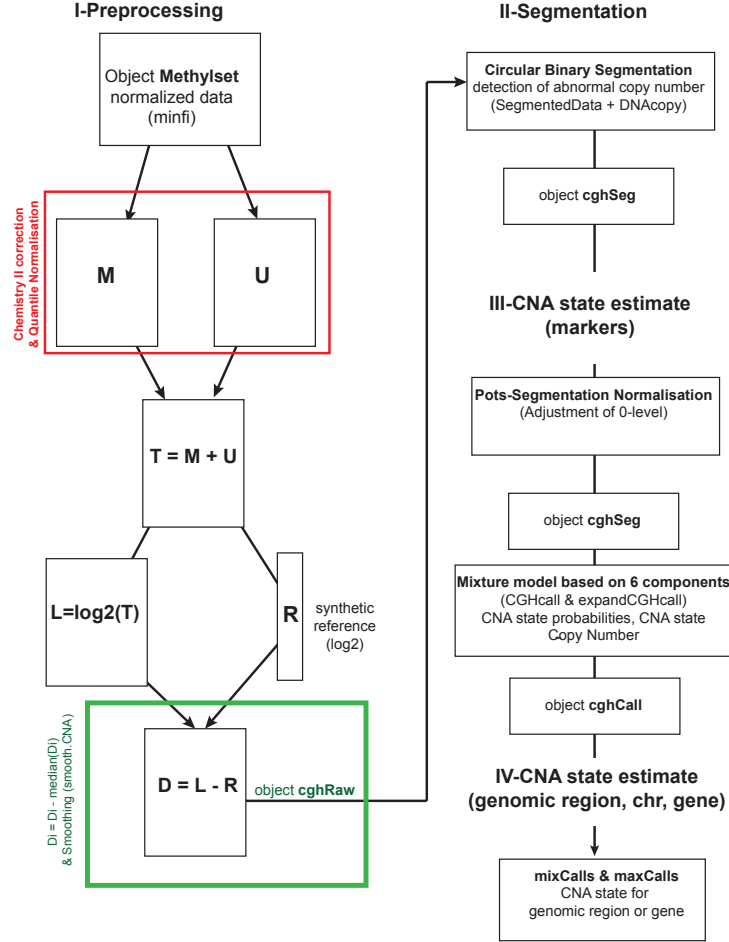 I-Preprocessing
Object Methylset
normalized data
(minfi)
Chemistry II correction
& Quantile Normalisation
M
U
T = M + U
L=log2(T)
R
synthetic
reference
(log2)
Di = Di - median(Di)
& Smoothing (smooth.CNA)
D = L - R
object cghRaw
II-Segmentation
Circular Binary Segmentation
detection of abnormal copy number
(SegmentedData + DNAcopy)
object cghSeg
III-CNA state estimate
(markers)
Pots-Segmentation Normalisation
(Adjustment of 0-level)
object cghSeg
Mixture model based on 6 components
(CGHcall & expandCGHcall)
CNA state probabilities, CNA state
Copy Number
object cghCall
IV-CNA state estimate
(genomic region, chr, gene)
mixCalls & maxCalls
CNA state for
genomic region or gene